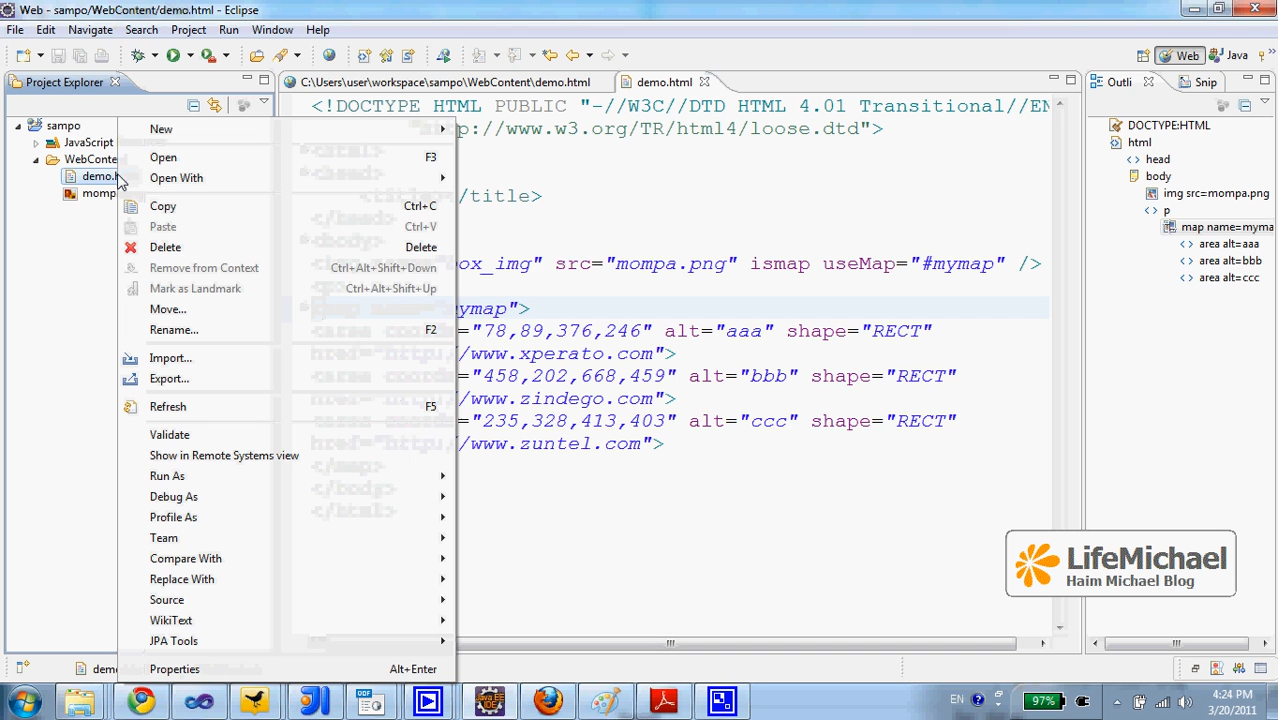 Web - sampo/WebContent/demo.html - Eclipse
File Edit Navigate Search Project Run Window Help
Web Java
Project Explorer
C:\Users\user\workspace\sampo\WebContent/demo.html demo.html
Outli Snip
sampo
JavaScript
WebConte
demo.h
momp
New
Open F3
Open With
Copy Ctrl+C
Paste Ctrl+V
Delete Delete
Remove from Context Ctrl+Alt+Shift+Down
Mark as Landmark Ctrl+Alt+Shift+Up
Move...
Rename... F2
Import...
Export...
Refresh F5
Validate
Show in Remote Systems view
Run As
Debug As
Profile As
Team
Compare With
Replace With
Source
WikiText
JPA Tools
Properties Alt+Enter
<!DOCTYPE HTML PUBLIC "-//W3C//DTD HTML 4.01 Transitional//EN
p://www.w3.org/TR/html4/loose.dtd">
/title>
ox_img" src="mompa.png" ismap useMap="#mymap" />
ymap">
="78,89,376,246" alt="aaa" shape="RECT"
//www.xperato.com">
="458,202,668,459" alt="bbb" shape="RECT"
//www.zindego.com">
="235,328,413,403" alt="ccc" shape="RECT"
//www.zuntel.com">
DOCTYPE:HTML
html
head
body
img src=mompa.png
p
map name=myma
area alt=aaa
area alt=bbb
area alt=ccc
LifeMichael
Haim Michael Blog
demo
EN
97%
4:24 PM
3/20/2011